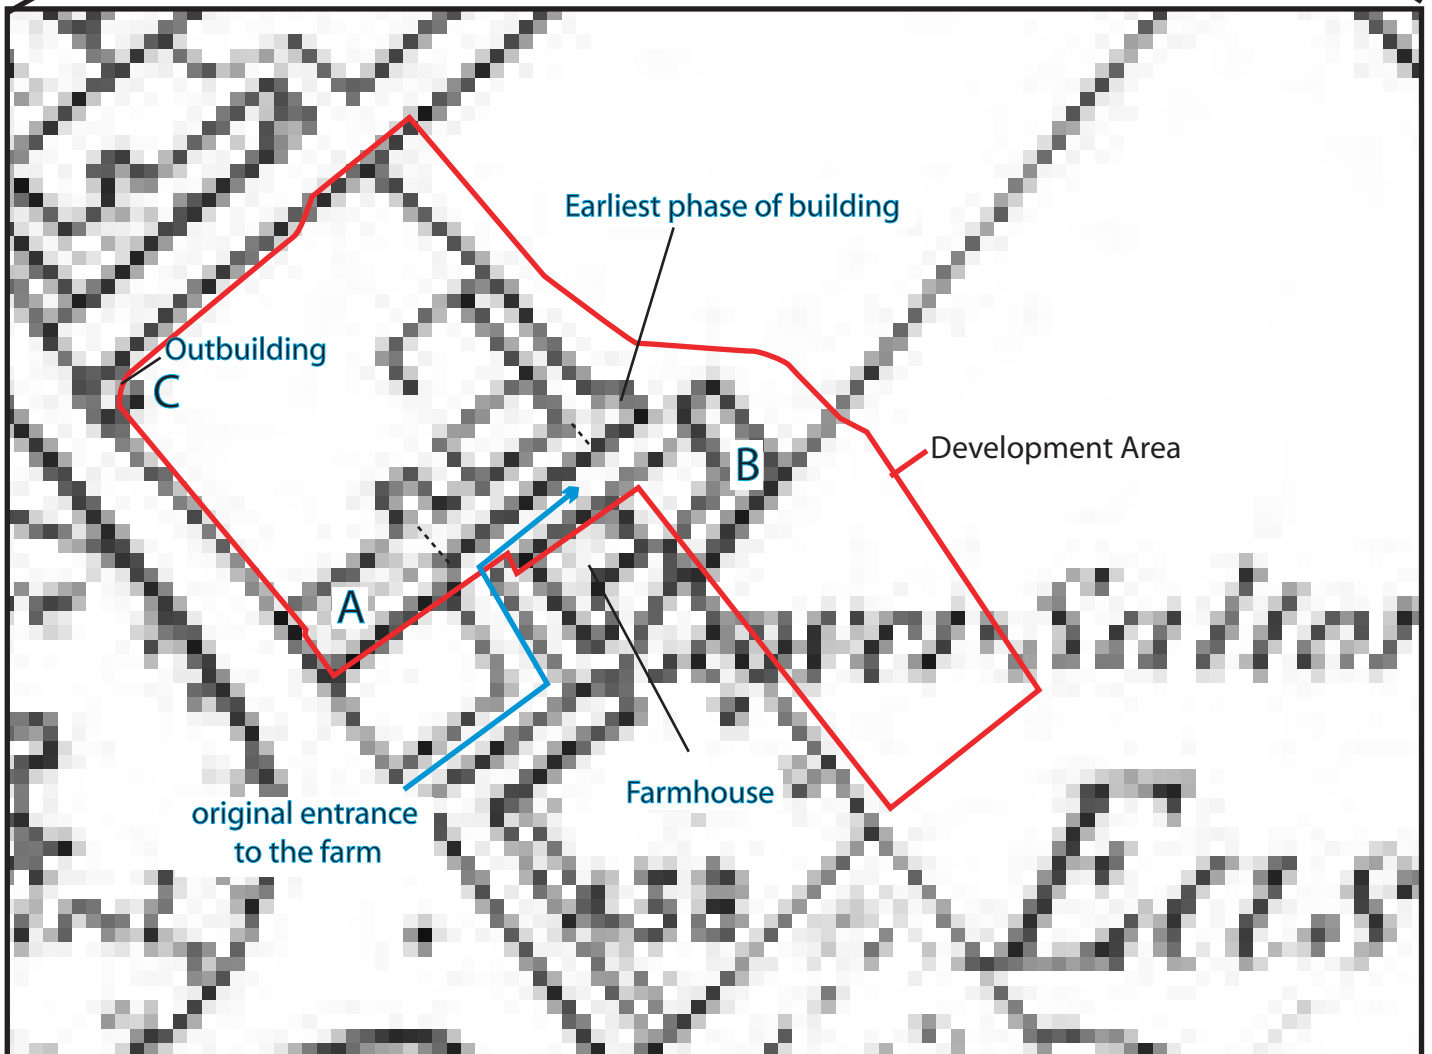 Earliest phase of building
Outbuilding
C
B
Development Area
A
Farmhouse
original entrance
to the farm